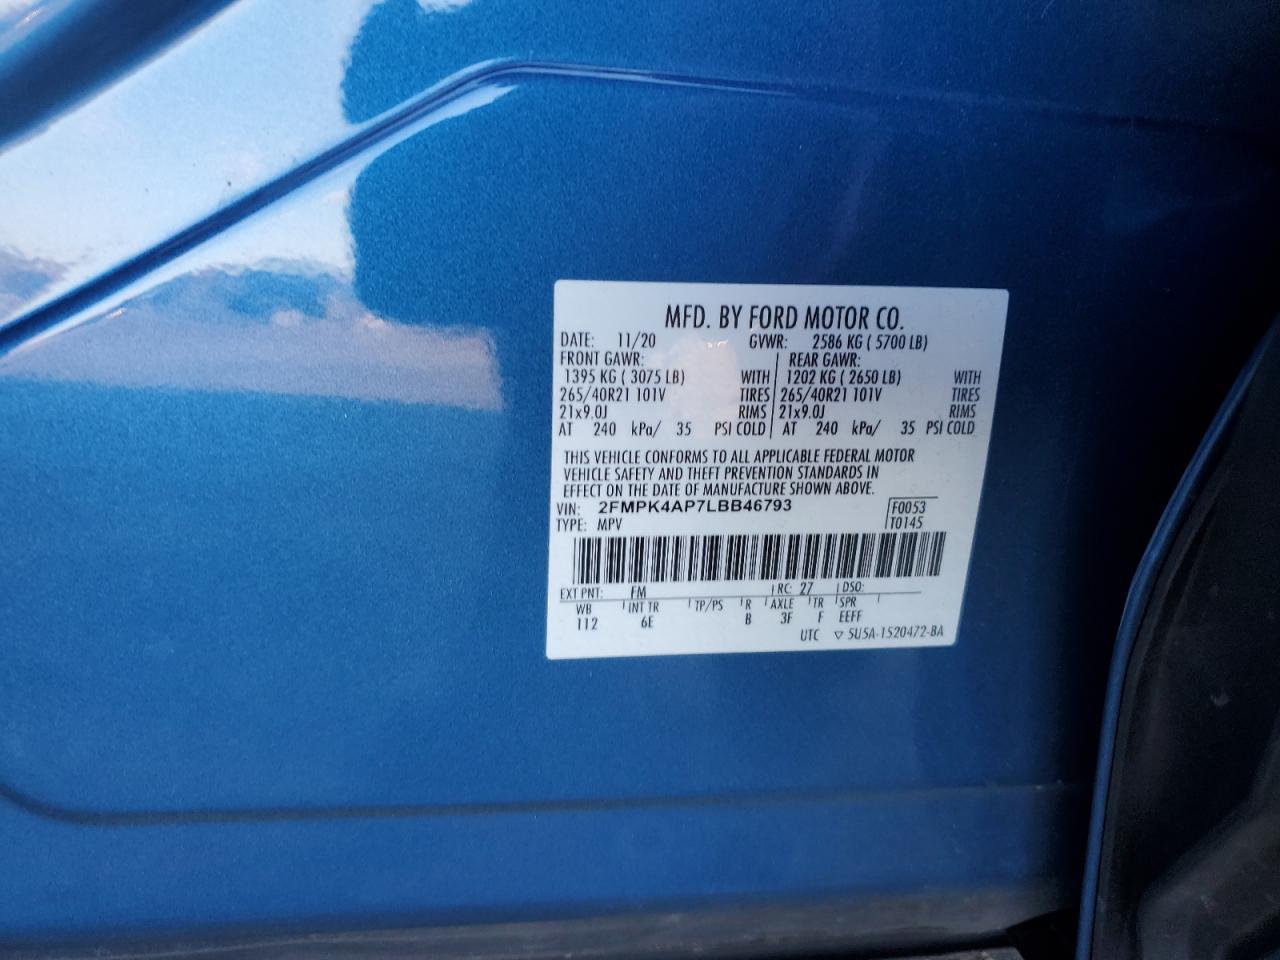 MFD. BY FORD MOTOR CO.
DATE: 11/20 GVWR: 2586 KG ( 5700 LB)
FRONT GAWR: REAR GAWR:
1395 KG ( 3075 LB) WITH 1202 KG ( 2650 LB) WITH
265/40R21 101V TIRES 265/40R21 101V TIRES
21x9.0J RIMS 21x9.0J RIMS
AT 240 kPa/ 35 PSI COLD AT 240 kPa/ 35 PSI COLD
THIS VEHICLE CONFORMS TO ALL APPLICABLE FEDERAL MOTOR
VEHICLE SAFETY AND THEFT PREVENTION STANDARDS IN
EFFECT ON THE DATE OF MANUFACTURE SHOWN ABOVE.
VIN: 2FMPK4AP7LBB46793 F0053
TYPE: MPV T0145
EXT PNT: FM RC: 27 DSO:
WB INT TR TP/PS R AXLE TR SPR
112 6E B 3F F EEFF
UTC ▽ 5U5A-1520472-BA